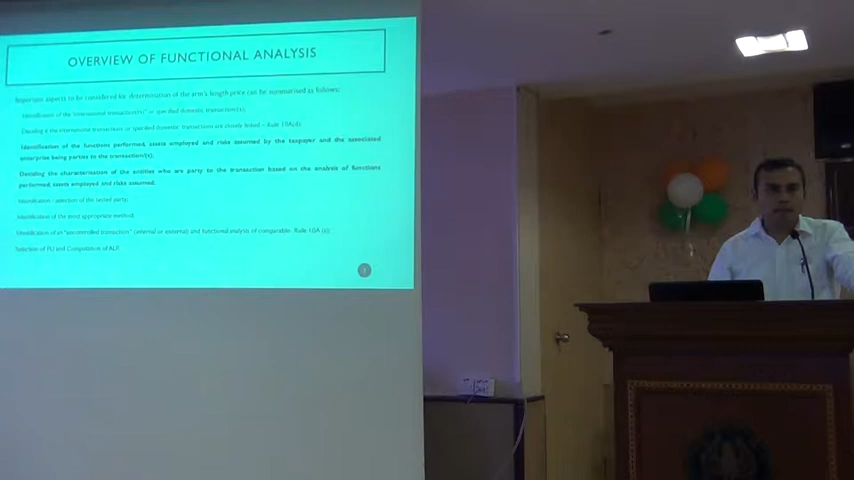 OVERVIEW OF FUNCTIONAL ANALYSIS
Important aspects to be considered for determination of the arm's length price can be summarised as follows:
Identification of the "international transaction(s)" or specified domestic transaction(s);
Deciding if the international transactions or specified domestic transactions are closely linked – Rule 10A(d);
Identification of the functions performed, assets employed and risks assumed by the taxpayer and the associated
enterprise being parties to the transaction(s);
Deciding the characterisation of the entities who are party to the transaction based on the analysis of functions
performed, assets employed and risks assumed;
Identification / selection of the tested party;
Identification of the most appropriate method;
Identification of an "uncontrolled transaction" (internal or external) and functional analysis of comparable- Rule 10A
Selection of PLI and Computation of ALP.